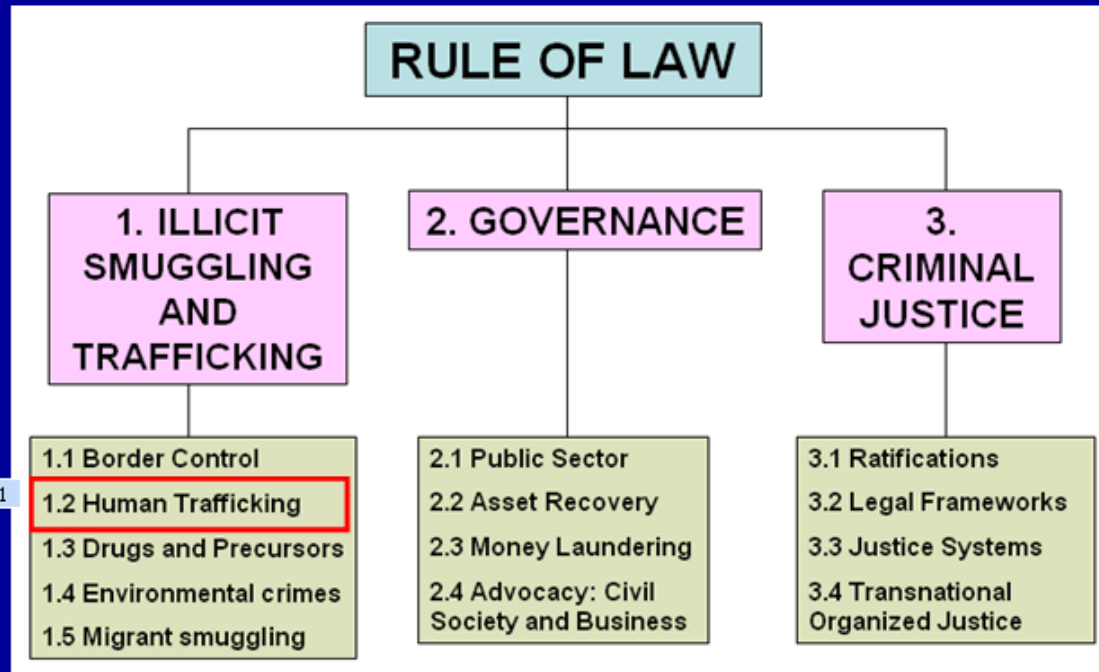 RULE OF LAW
1. ILLICIT
SMUGGLING
AND
TRAFFICKING
2. GOVERNANCE
3.
CRIMINAL
JUSTICE
1.1 Border Control
1.2 Human Trafficking
1.3 Drugs and Precursors
1.4 Environmental crimes
1.5 Migrant smuggling
2.1 Public Sector
2.2 Asset Recovery
2.3 Money Laundering
2.4 Advocacy: Civil
Society and Business
3.1 Ratifications
3.2 Legal Frameworks
3.3 Justice Systems
3.4 Transnational
Organized Justice
1